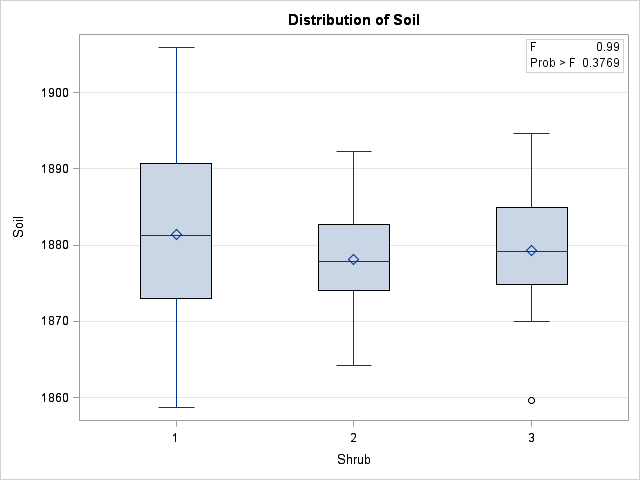 Distribution of Soil
F 0.99
Prob > F 0.3769
1900
1890
1880
1870
1860
Soil
1 2 3
Shrub